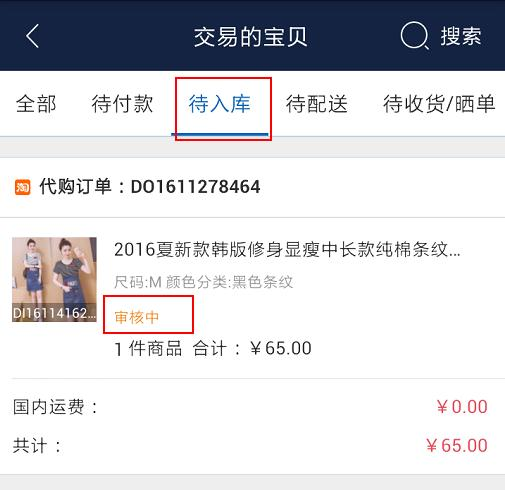 交易的宝贝 搜索
全部 待付款 待入库 待配送 待收货/晒单
淘 代购订单：DO1611278464
2016夏新款韩版修身显瘦中长款纯棉条纹...
尺码:M 颜色分类:黑色条纹
DI16114162...
审核中
1 件商品 合计：￥65.00
国内运费： ￥0.00
共计： ￥65.00